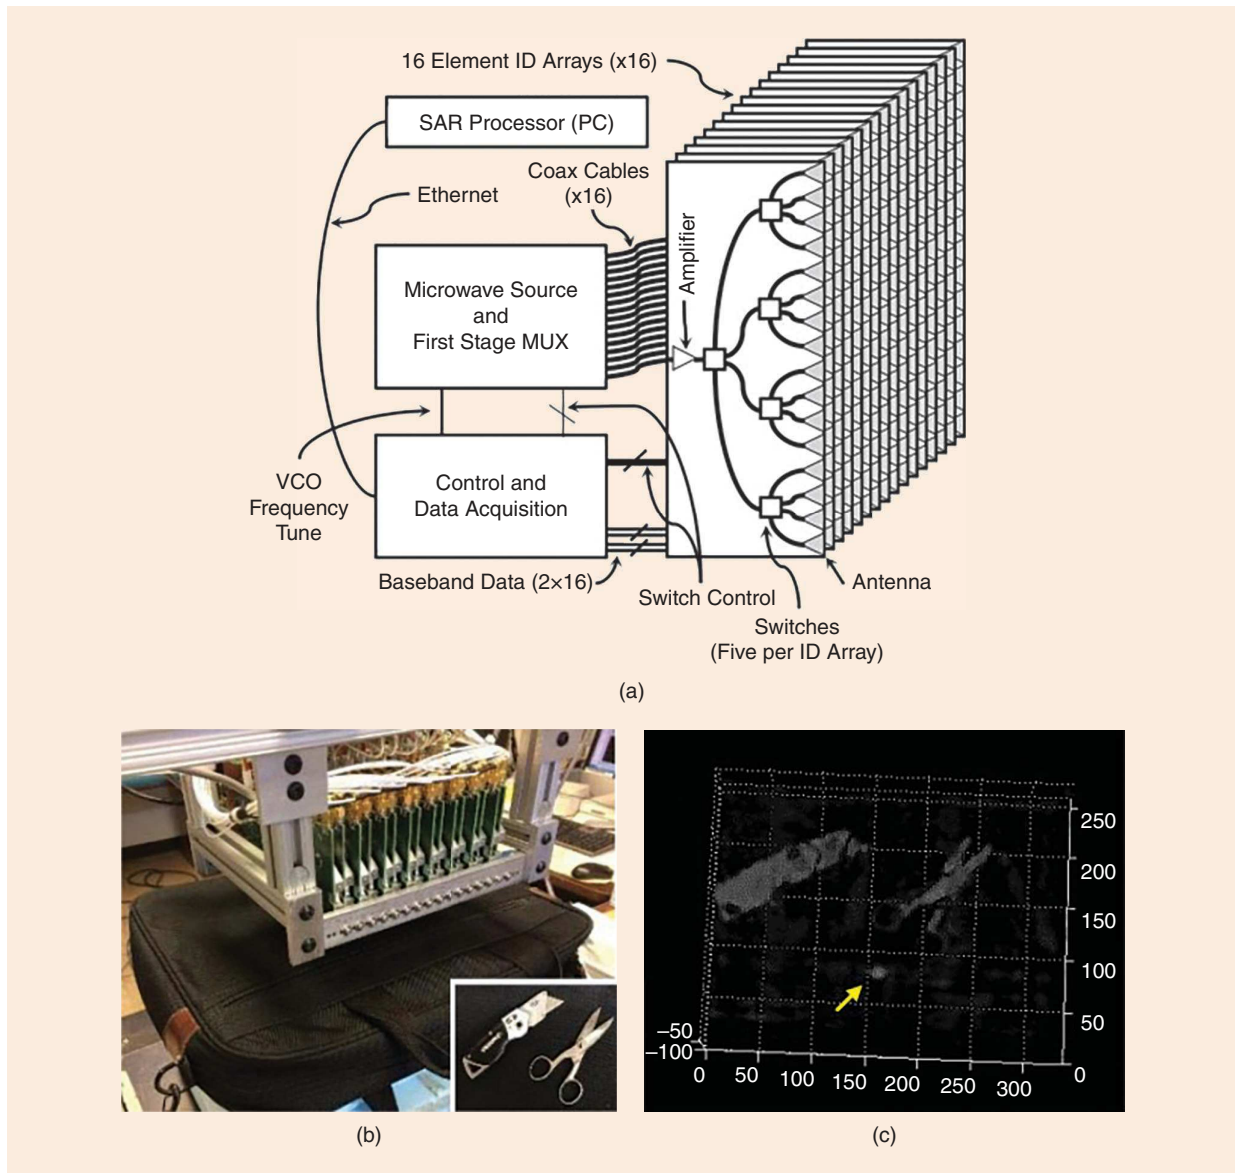 16 Element ID Arrays (x16)
SAR Processor (PC)
Coax Cables
(x16)
Ethernet
Amplifier
Microwave Source
and
First Stage MUX
VCO
Frequency
Tune
Control and
Data Acquisition
Baseband Data (2×16)
Switch Control
Antenna
Switches
(Five per ID Array)
(a)
250
200
150
100
50
0
–50
–100
0 50 100 150 200 250 300
(b)
(c)